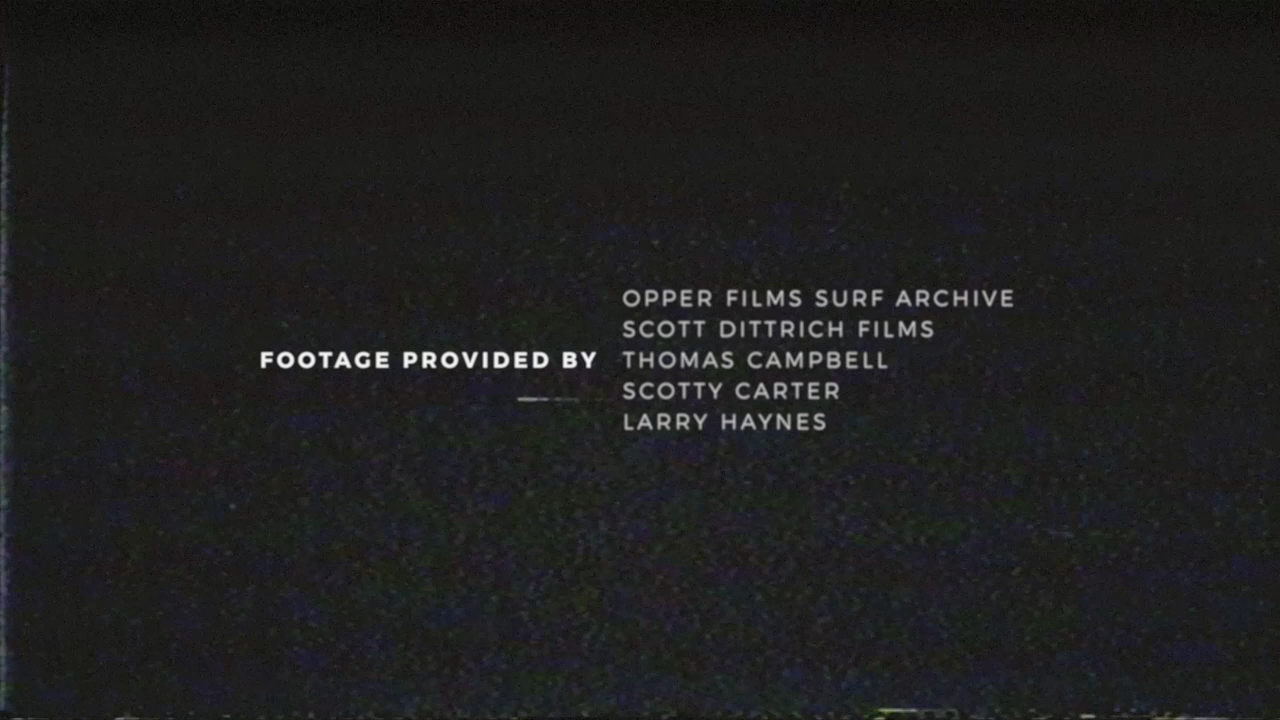 OPPER FILMS SURF ARCHIVE
SCOTT DITTRICH FILMS
FOOTAGE PROVIDED BY THOMAS CAMPBELL
SCOTTY CARTER
LARRY HAYNES